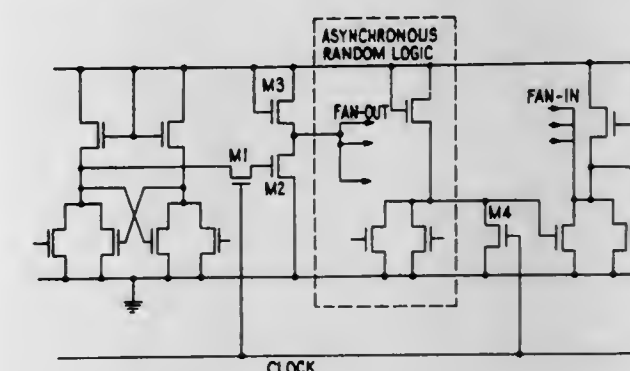 ASYNCHRONOUS
RANDOM LOGIC
M3
FAN-OUT
FAN-IN
M1
M2
M4
CLOCK